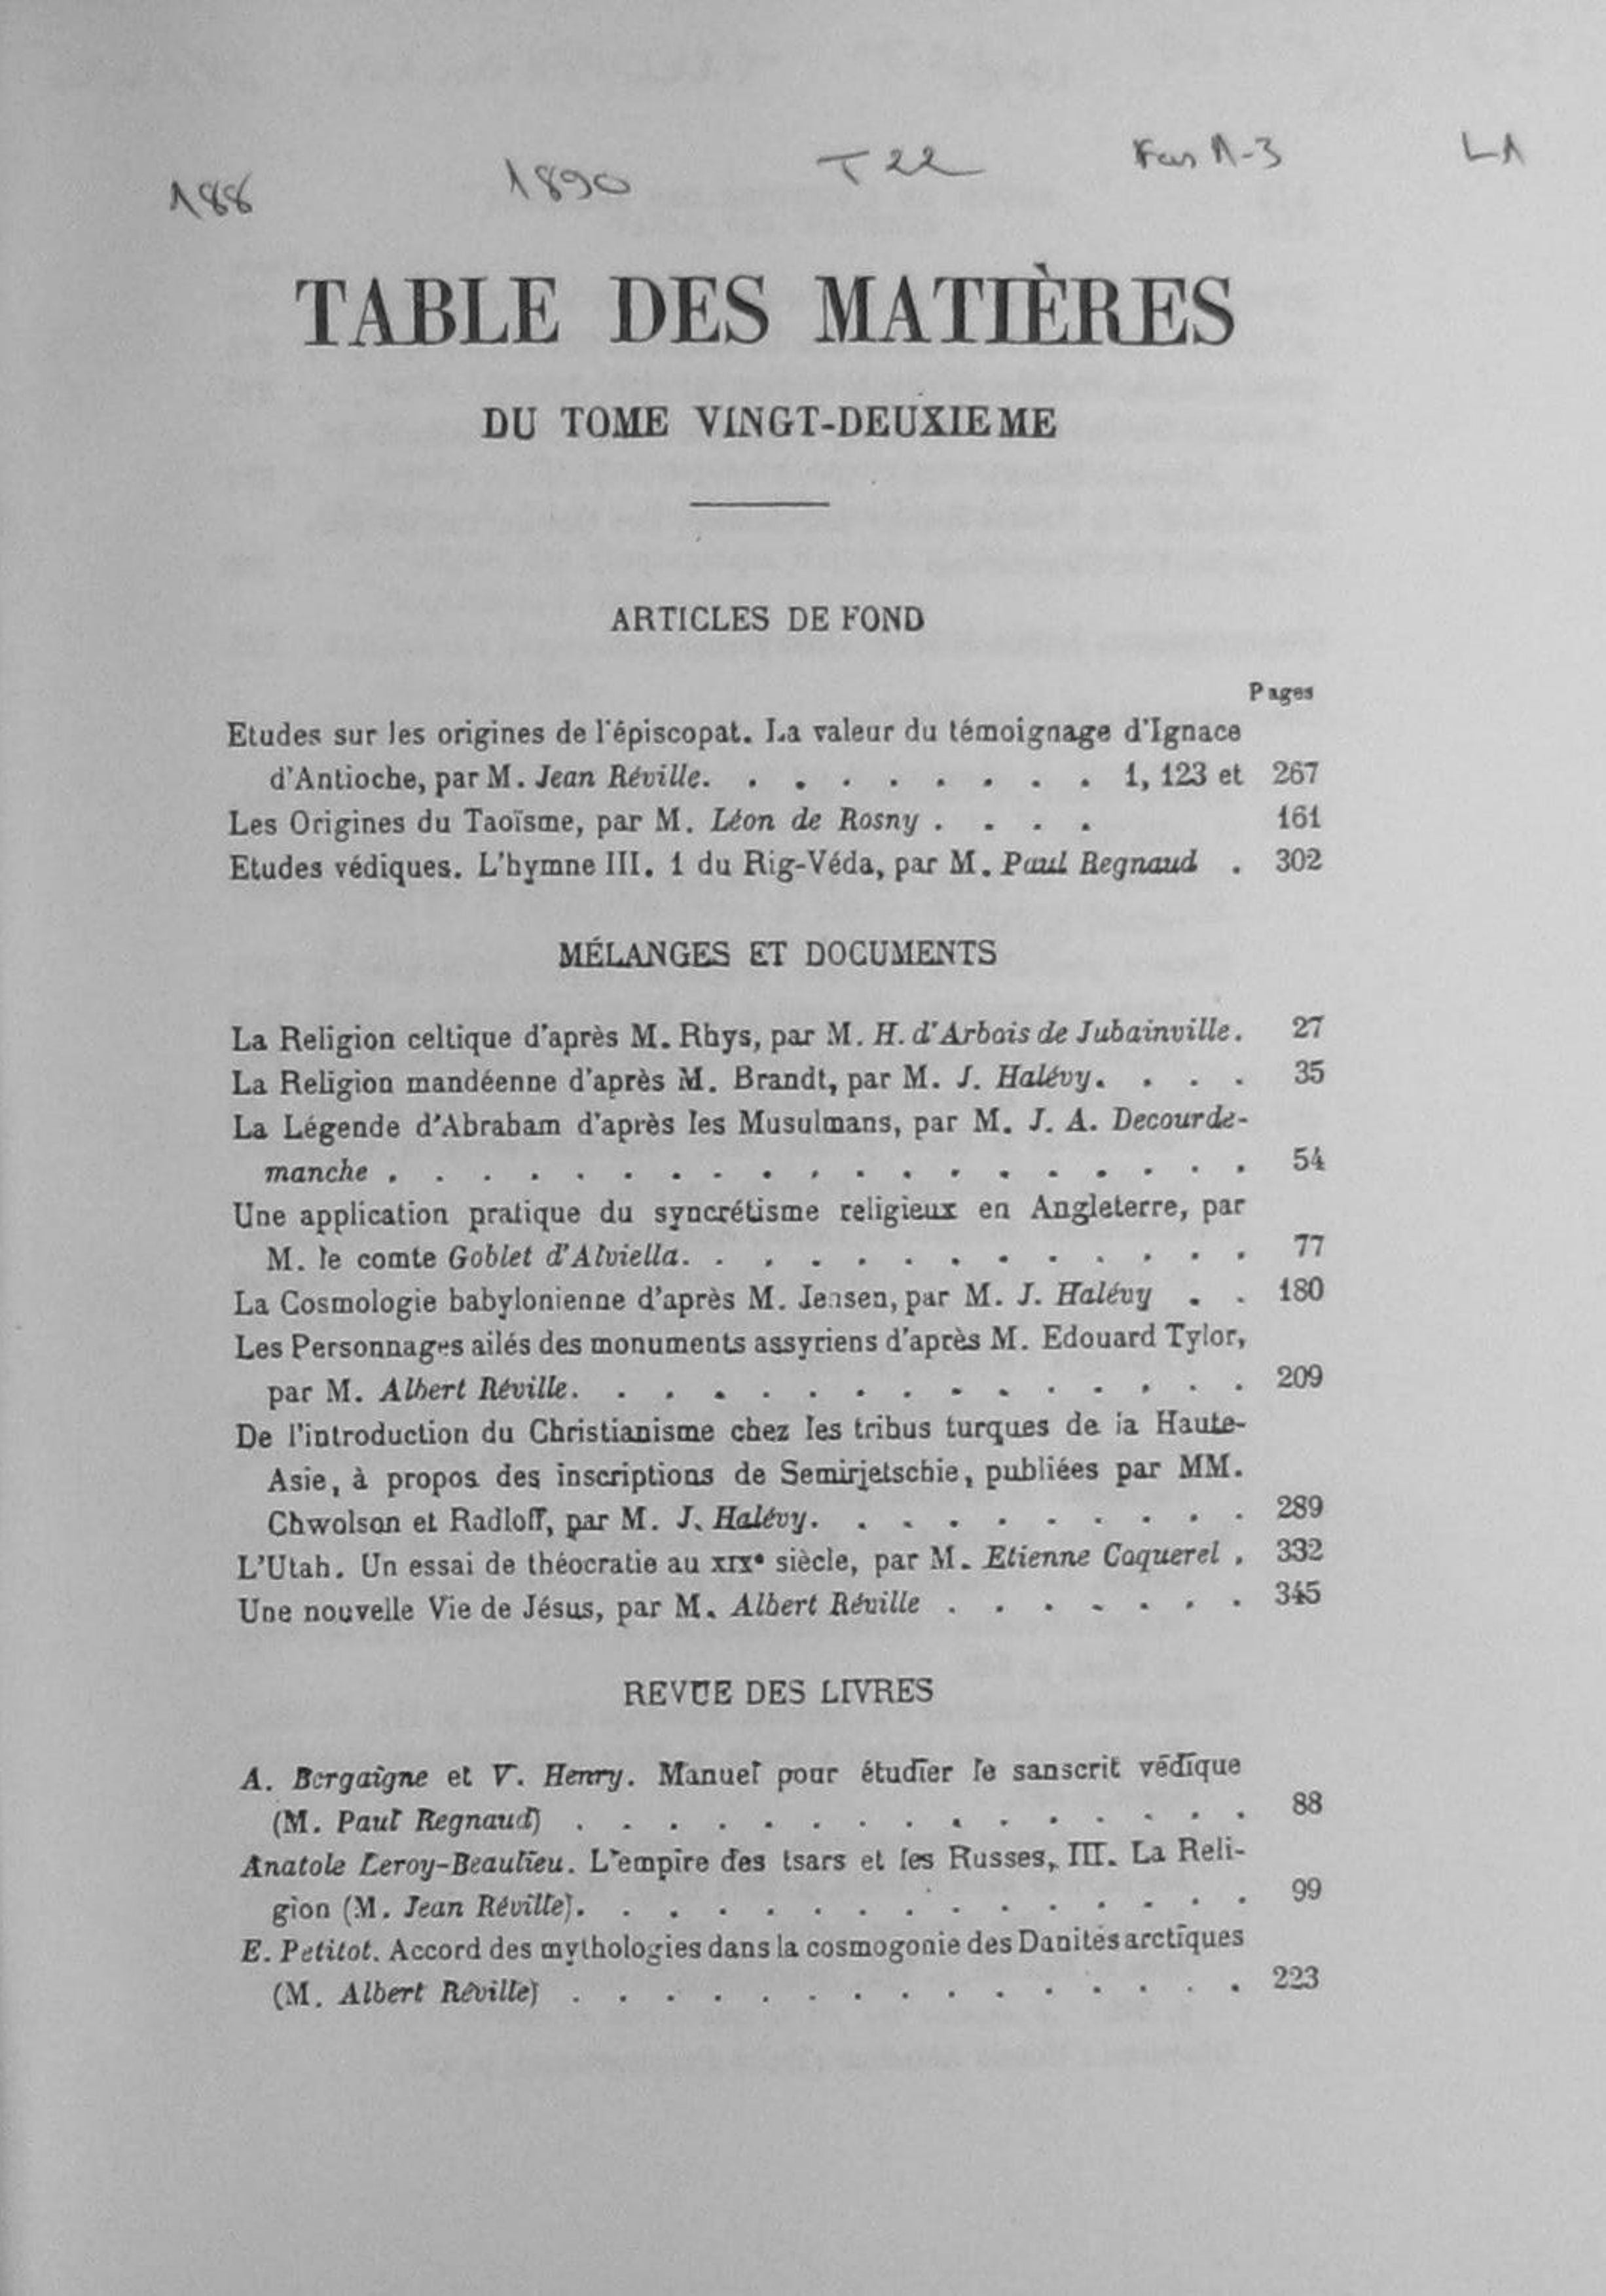 188 1890 T 22 Fas 1-3 L1
TABLE DES MATIÈRES
DU TOME VINGT-DEUXIEME
ARTICLES DE FOND
Pages
Etudes sur les origines de l'épiscopat. La valeur du témoignage d'Ignace
d'Antioche, par M. Jean Réville. . . . . . . . . 1, 123 et 267
Les Origines du Taoïsme, par M. Léon de Rosny . . . . 161
Etudes védiques. L'hymne III. 1 du Rig-Véda, par M. Paul Regnaud . 302
MÉLANGES ET DOCUMENTS
La Religion celtique d'après M. Rhys, par M. H. d'Arbois de Jubainville. 27
La Religion mandéenne d'après M. Brandt, par M. J. Halévy. . . . 35
La Légende d'Abraham d'après les Musulmans, par M. J. A. Decourde-
manche . . . . . . . . . . . . . . . . . . . 54
Une application pratique du syncrétisme religieux en Angleterre, par
M. le comte Goblet d'Alviella. . . . . . . . . . . . . 77
La Cosmologie babylonienne d'après M. Jensen, par M. J. Halévy . . 180
Les Personnages ailés des monuments assyriens d'après M. Edouard Tylor,
par M. Albert Réville. . . . . . . . . . . . . . . 209
De l'introduction du Christianisme chez les tribus turques de la Haute-
Asie, à propos des inscriptions de Semirjetschie, publiées par MM.
Chwolson et Radloff, par M. J. Halévy. . . . . . . . . . 289
L'Utah. Un essai de théocratie au XIXe siècle, par M. Etienne Coquerel . 332
Une nouvelle Vie de Jésus, par M. Albert Réville . . . . . . . 345
REVUE DES LIVRES
A. Bergaigne et V. Henry. Manuel pour étudier le sanscrit védique
(M. Paul Regnaud) . . . . . . . . . . . . . . . 88
Anatole Leroy-Beaulieu. L'empire des tsars et les Russes, III. La Reli-
gion (M. Jean Réville). . . . . . . . . . . . . . . 99
E. Petitot. Accord des mythologies dans la cosmogonie des Danites arctiques
(M. Albert Réville) . . . . . . . . . . . . . . . 223